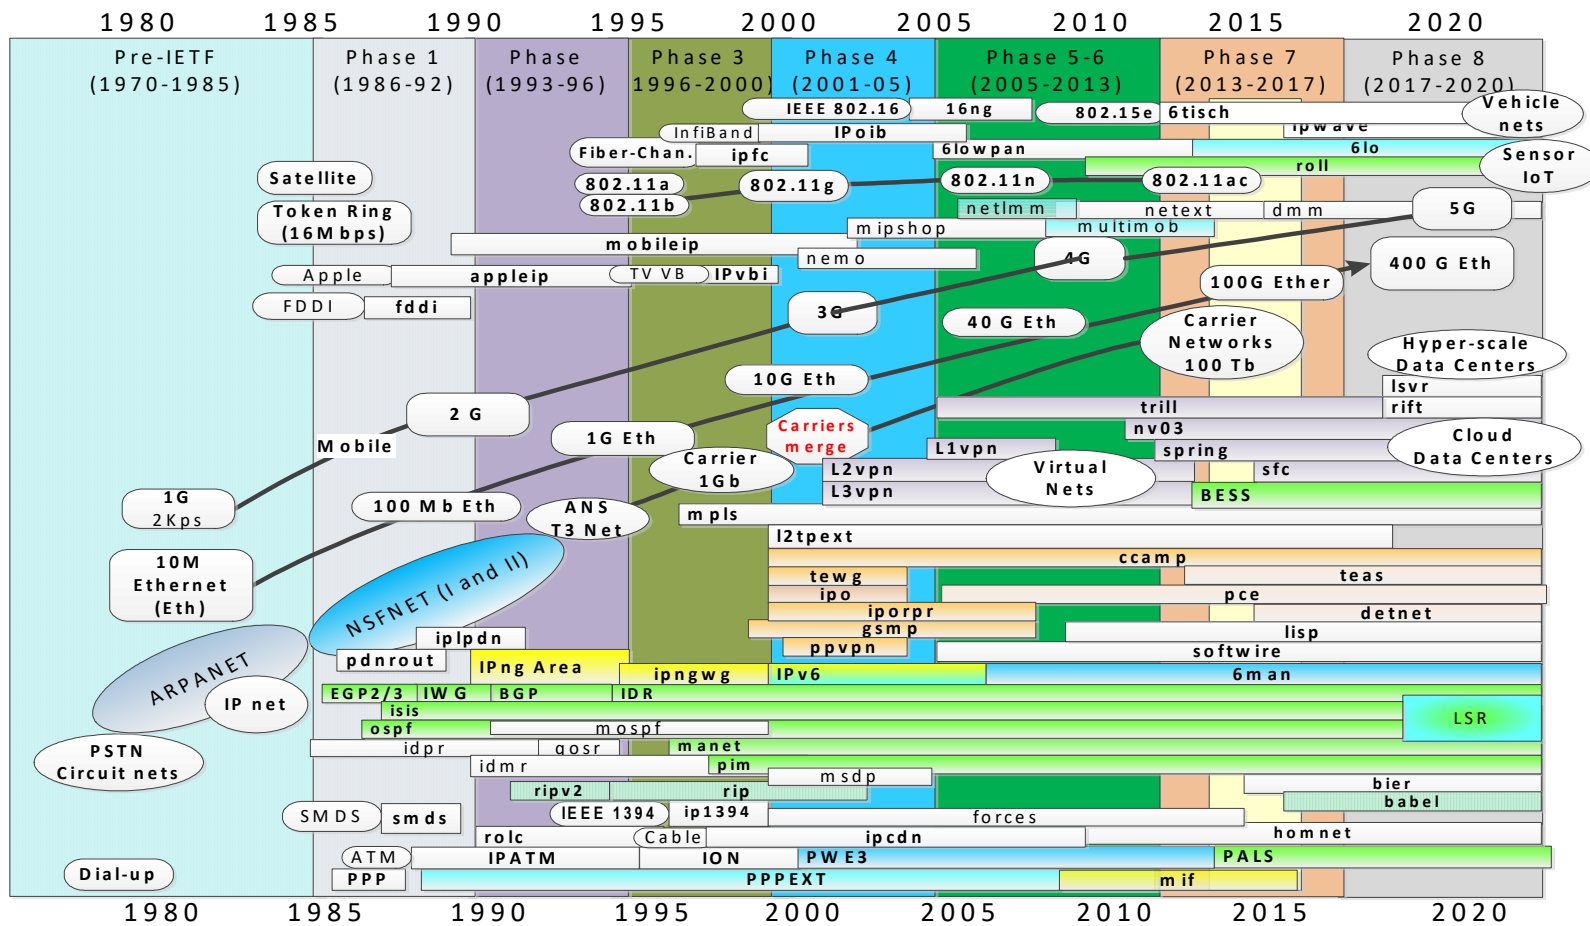 1980 1985 1990 1995 2000 2005 2010 2015 2020
Pre-IETF Phase 1 Phase Phase 3 Phase 4 Phase 5-6 Phase 7 Phase 8
(1970-1985) (1986-92) (1993-96) 1996-2000) (2001-05) (2005-2013) (2013-2017) (2017-2020)
IEEE 802.16 16ng 802.15e 6tisch
Vehicle
nets
InfiBand IPoib ipwave
Fiber-Chan. ipfc 6lowpan 6lo
roll
Sensor
IoT
Satellite
802.11a 802.11g 802.11n 802.11ac
802.11b
Token Ring
(16Mbps)
netlmm netext dmm 5G
mipshop multimob
mobileip
nemo 4G 400 G Eth
Apple appleip TV VB IPvbi
100G Ether
FDDI fddi
3G 40 G Eth
Carrier
Networks
100 Tb
Hyper-scale
Data Centers
10G Eth
lsvr
2 G trill rift
Carriers
merge
nv03
Mobile 1G Eth
L1vpn spring
Cloud
Data Centers
Carrier
1Gb
L2vpn
Virtual
Nets
sfc
L3vpn BESS
1G
2Kps
100 Mb Eth
ANS
T3 Net
mpls
l2tpext
10M
Ethernet
(Eth)
ccamp
tewg teas
ipo pce
NSFNET (I and II)
iporpr detnet
gsmp lisp
iplpdn
ppvpn softwire
pdnrout
ARPANET
IPng Area ipngwg IPv6 6man
EGP2/3 IWG BGP IDR
IP net
isis
LSR
ospf mospf
idpr qosr manet
PSTN
Circuit nets
idmr pim
msdp
bier
ripv2 rip babel
SMDS smds IEEE 1394 ip1394 forces
rolc Cable ipcdn homnet
ATM IPATM ION PWE3 PALS
Dial-up PPP PPPEXT mif
1980 1985 1990 1995 2000 2005 2010 2015 2020